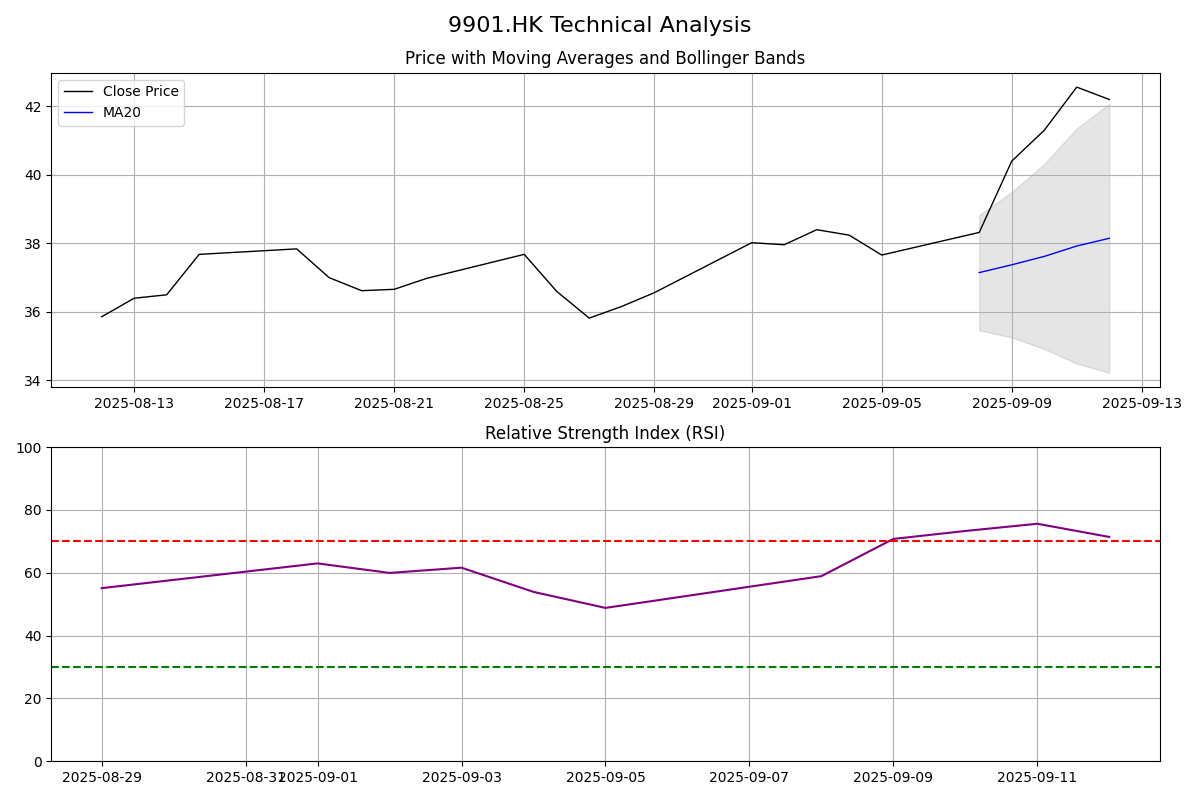 9901.HK Technical Analysis
Price with Moving Averages and Bollinger Bands
Close Price
MA20
42
40
38
36
34
2025-08-13 2025-08-17 2025-08-21 2025-08-25 2025-08-29 2025-09-01 2025-09-05 2025-09-09 2025-09-13
Relative Strength Index (RSI)
100
80
60
40
20
0
2025-08-29 2025-08-31 2025-09-01 2025-09-03 2025-09-05 2025-09-07 2025-09-09 2025-09-11